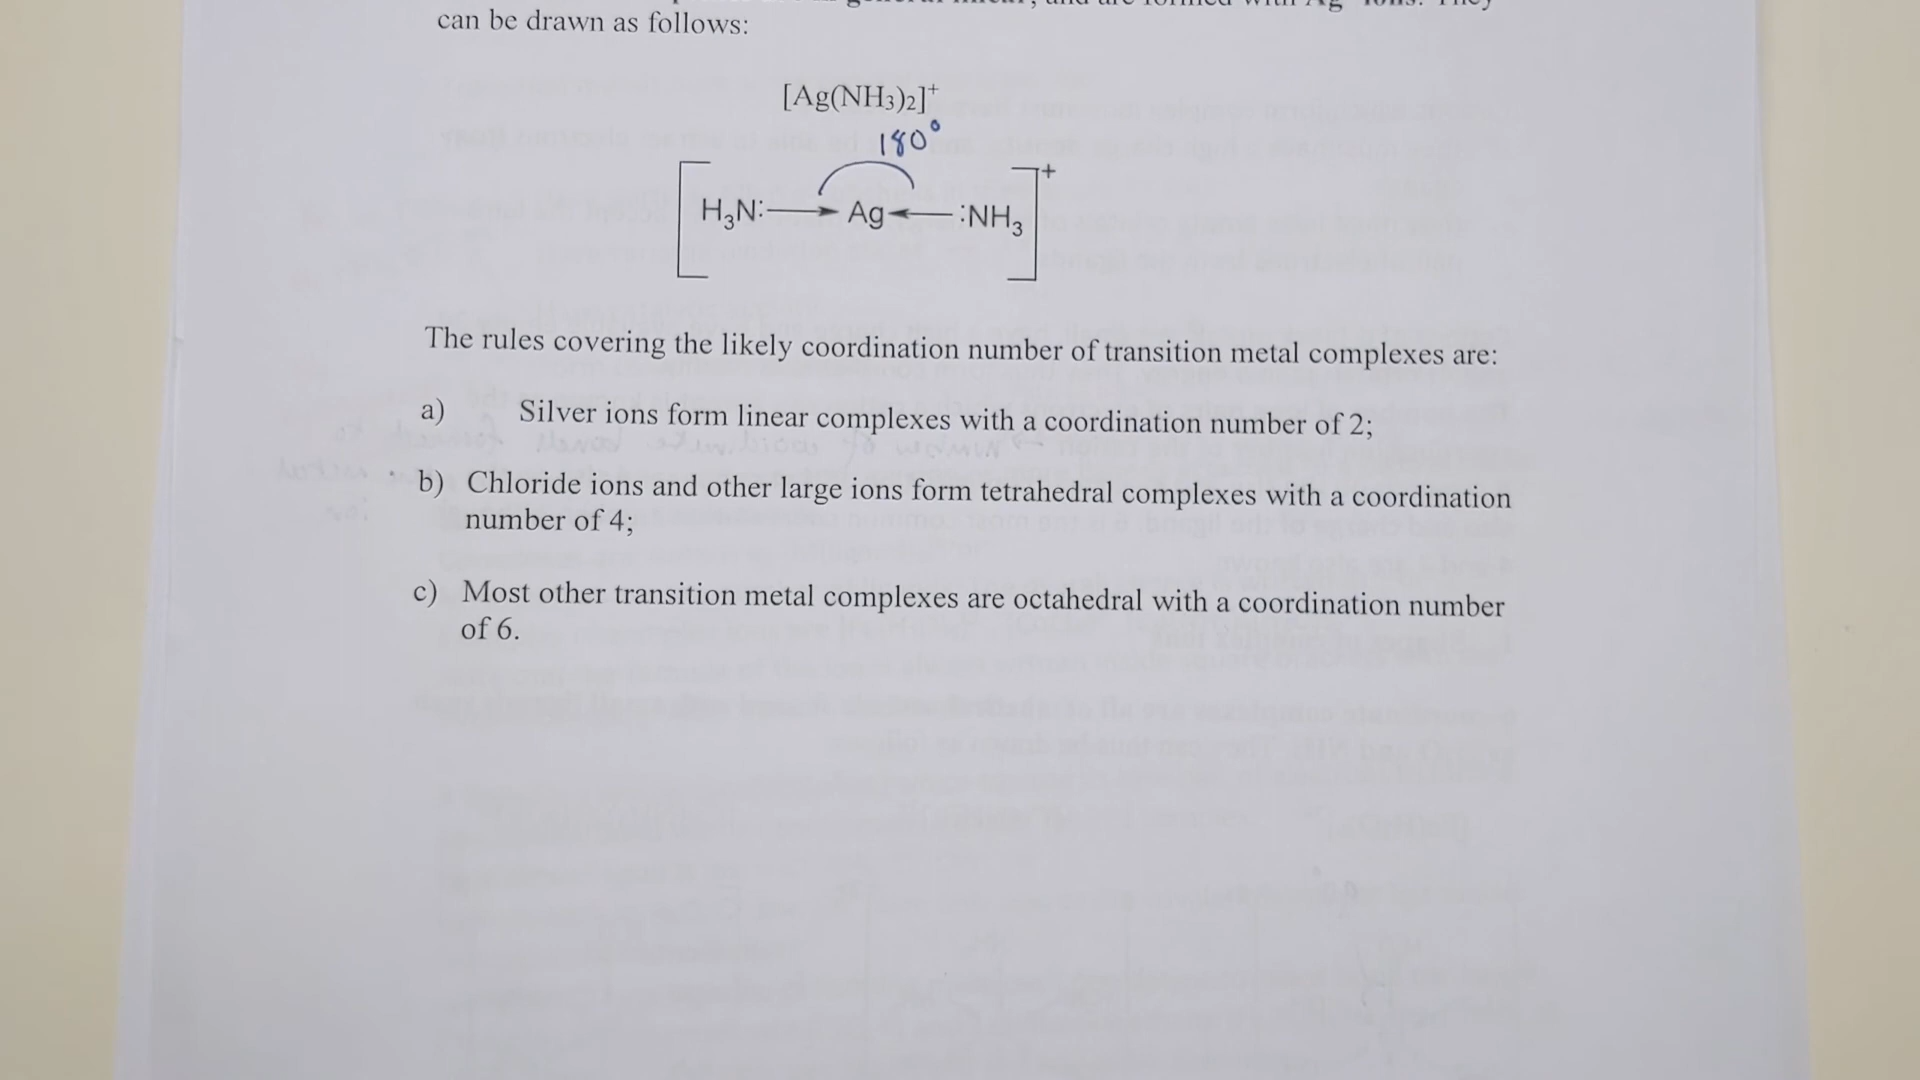 can be drawn as follows:
[Ag(NH₃)₂]⁺
180°
H₃N: Ag :NH₃ +
The rules covering the likely coordination number of transition metal complexes are:
a) Silver ions form linear complexes with a coordination number of 2;
b) Chloride ions and other large ions form tetrahedral complexes with a coordination
number of 4;
c) Most other transition metal complexes are octahedral with a coordination number
of 6.